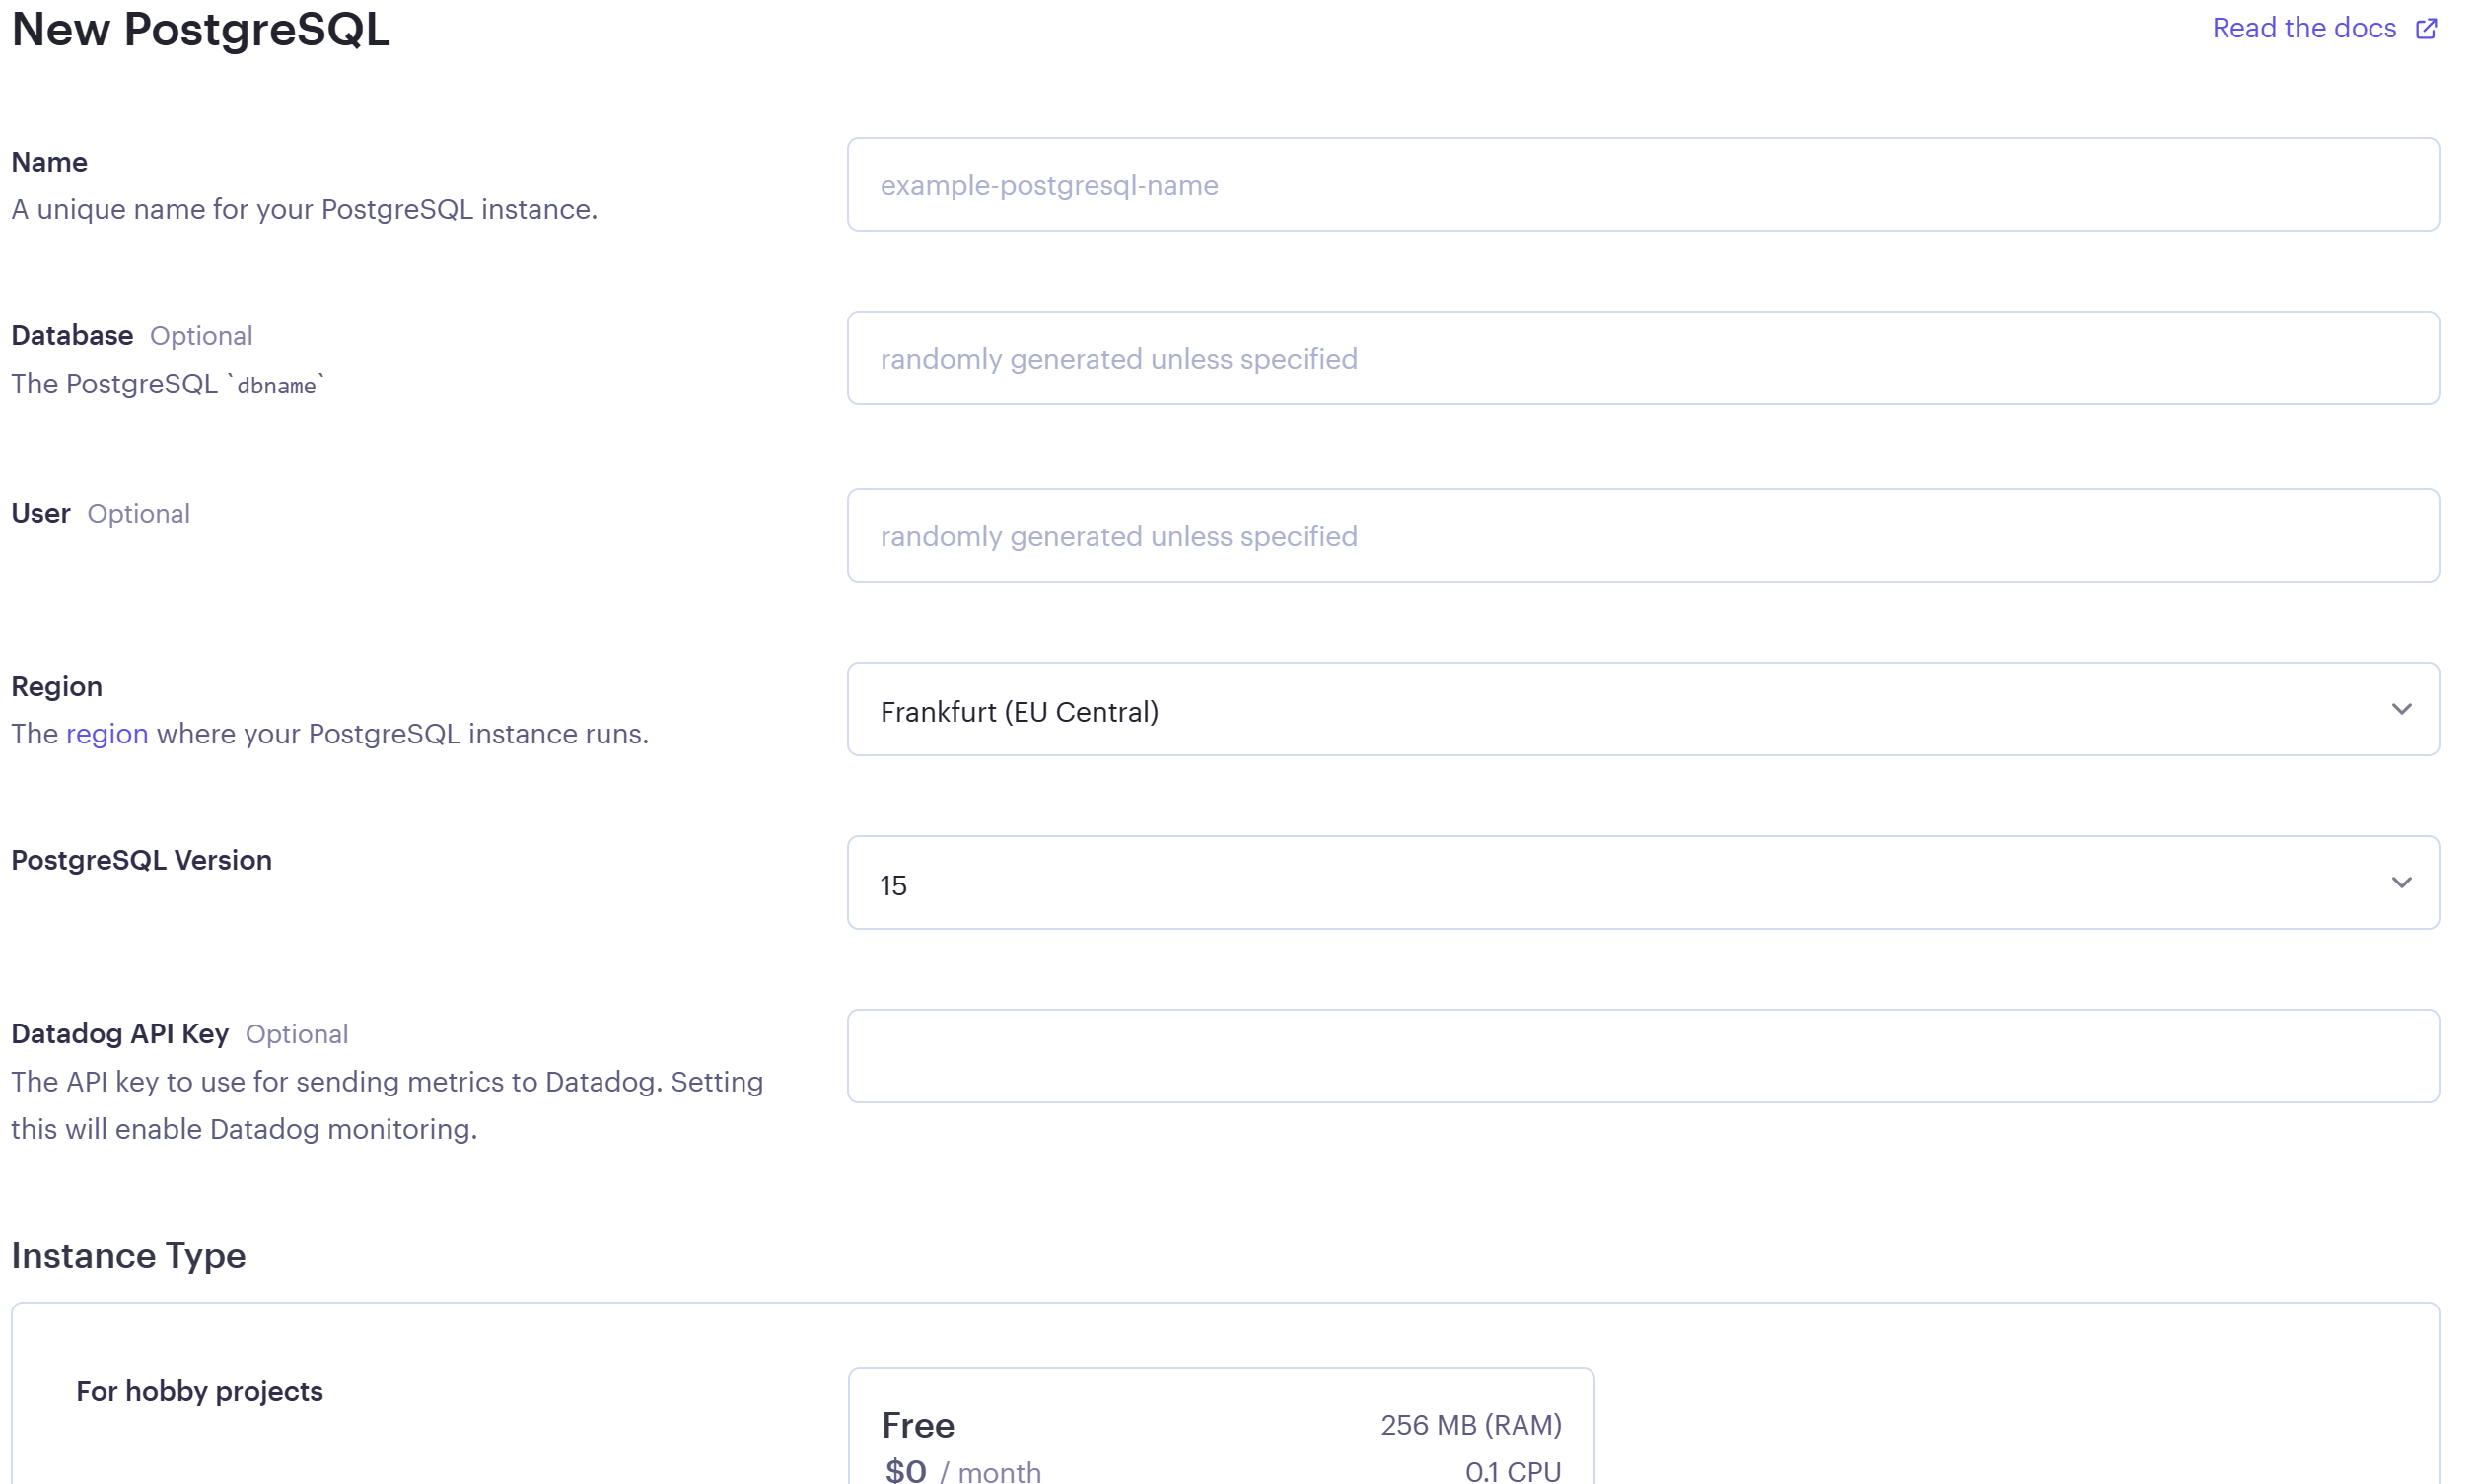 New PostgreSQL
Read the docs
Name
A unique name for your PostgreSQL instance.
example-postgresql-name
Database Optional
The PostgreSQL `dbname`
randomly generated unless specified
User Optional
randomly generated unless specified
Region
The region where your PostgreSQL instance runs.
Frankfurt (EU Central)
PostgreSQL Version
15
Datadog API Key Optional
The API key to use for sending metrics to Datadog. Setting
this will enable Datadog monitoring.
Instance Type
For hobby projects
Free
256 MB (RAM)
$0 / month
0.1 CPU